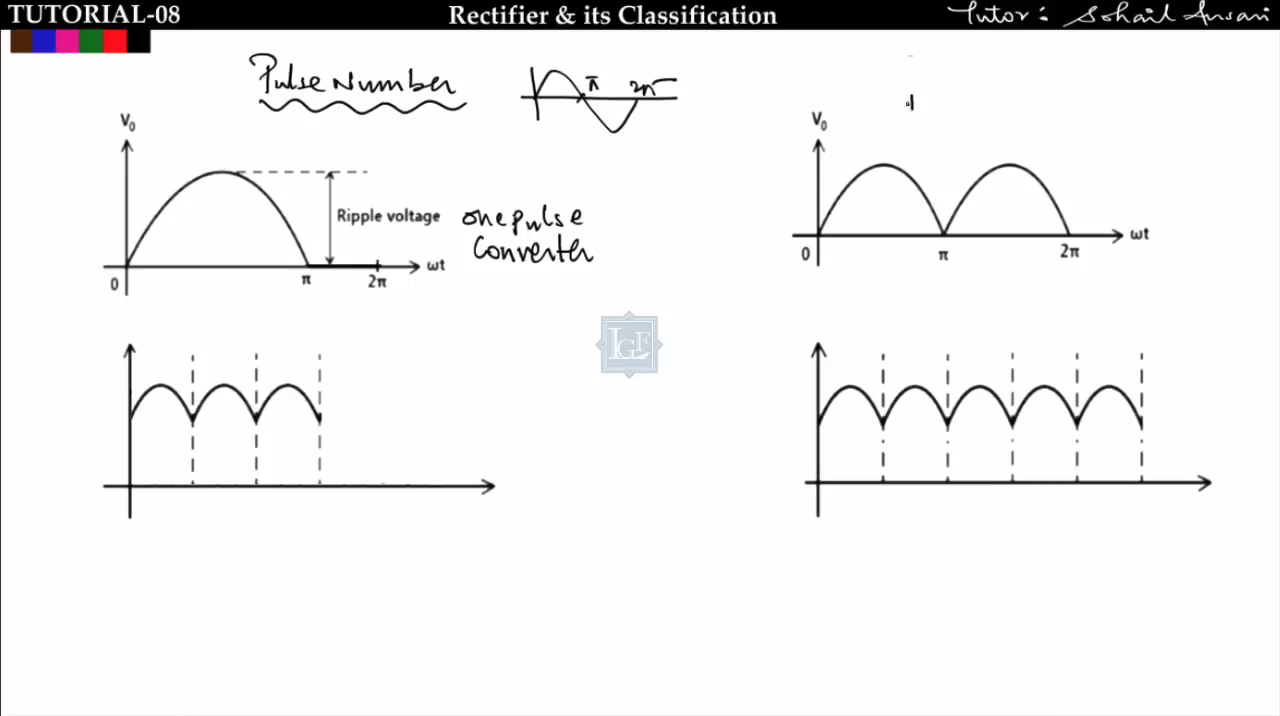 TUTORIAL-08
Rectifier & its Classification
Tutor: Sohail Ansari
Pulse Number
π
2π
V₀
Ripple voltage
one pulse
Converter
ωt
0
π
2π
V₀
ωt
0
π
2π
LGF